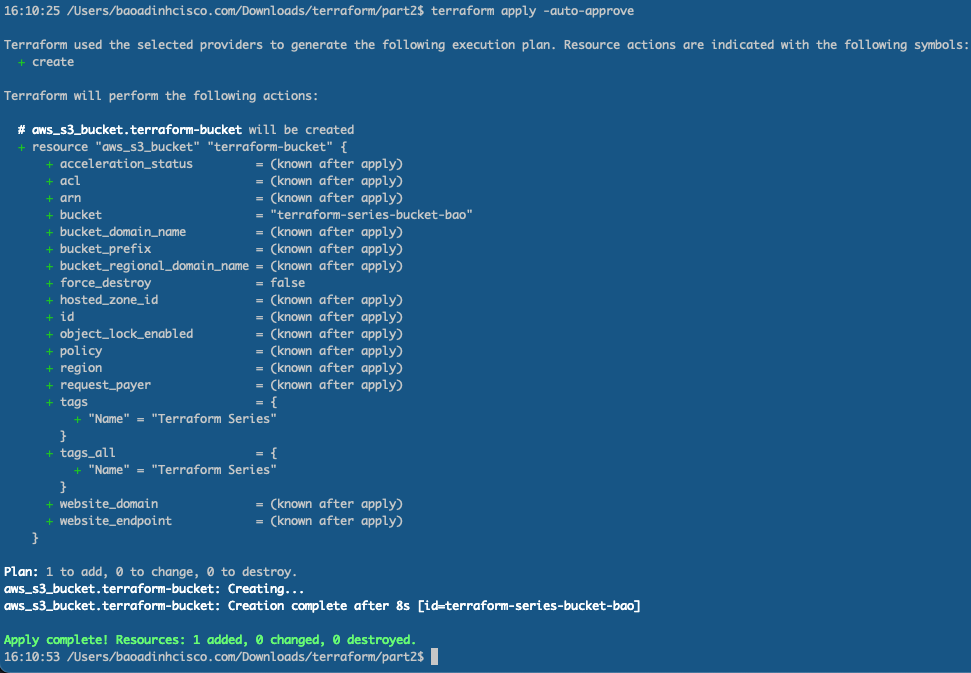 16:10:25 /Users/baoadinhcisco.com/Downloads/terraform/part2$ terraform apply -auto-approve
Terraform used the selected providers to generate the following execution plan. Resource actions are indicated with the following symbols:
+ create
Terraform will perform the following actions:
# aws_s3_bucket.terraform-bucket will be created
+ resource "aws_s3_bucket" "terraform-bucket" {
+ acceleration_status = (known after apply)
+ acl = (known after apply)
+ arn = (known after apply)
+ bucket = "terraform-series-bucket-bao"
+ bucket_domain_name = (known after apply)
+ bucket_prefix = (known after apply)
+ bucket_regional_domain_name = (known after apply)
+ force_destroy = false
+ hosted_zone_id = (known after apply)
+ id = (known after apply)
+ object_lock_enabled = (known after apply)
+ policy = (known after apply)
+ region = (known after apply)
+ request_payer = (known after apply)
+ tags = {
+ "Name" = "Terraform Series"
}
+ tags_all = {
+ "Name" = "Terraform Series"
}
+ website_domain = (known after apply)
+ website_endpoint = (known after apply)
}
Plan: 1 to add, 0 to change, 0 to destroy.
aws_s3_bucket.terraform-bucket: Creating...
aws_s3_bucket.terraform-bucket: Creation complete after 8s [id=terraform-series-bucket-bao]
Apply complete! Resources: 1 added, 0 changed, 0 destroyed.
16:10:53 /Users/baoadinhcisco.com/Downloads/terraform/part2$